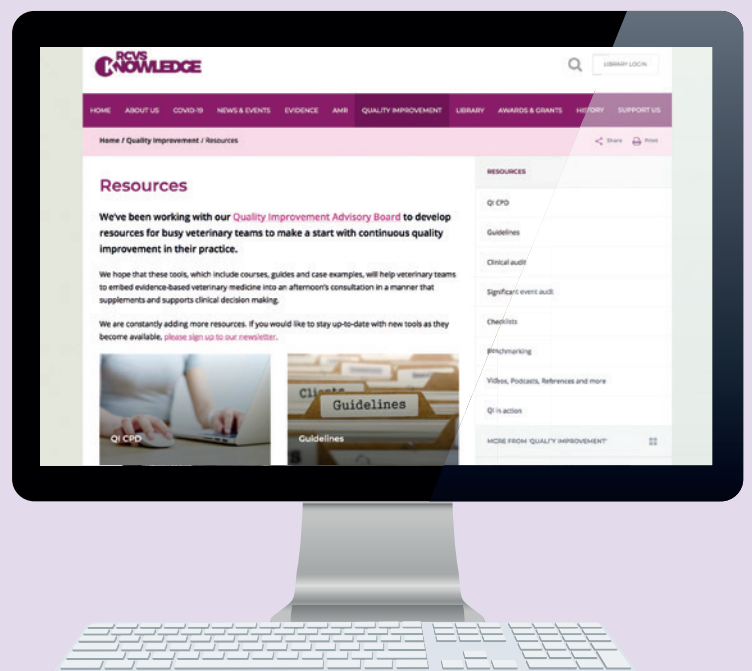 RCVS
KNOWLEDGE
LIBRARY LOGIN
HOME ABOUT US COVID-19 NEWS & EVENTS EVIDENCE AMR QUALITY IMPROVEMENT LIBRARY AWARDS & GRANTS HISTORY SUPPORT US
Home / Quality Improvement / Resources
Share Print
Resources
We've been working with our Quality Improvement Advisory Board to develop
resources for busy veterinary teams to make a start with continuous quality
improvement in their practice.
We hope that these tools, which include courses, guides and case examples, will help veterinary teams
to embed evidence-based veterinary medicine into an afternoon's consultation in a manner that
supplements and supports clinical decision making.
We are constantly adding more resources. If you would like to stay up-to-date with new tools as they
become available, please sign up to our newsletter.
QI CPD
Clients
Guidelines
Guidelines
RESOURCES
QI CPD
Guidelines
Clinical audit
Significant event audit
Checklists
Benchmarking
Videos, Podcasts, References and more
QI in action
MORE FROM 'QUALITY IMPROVEMENT'